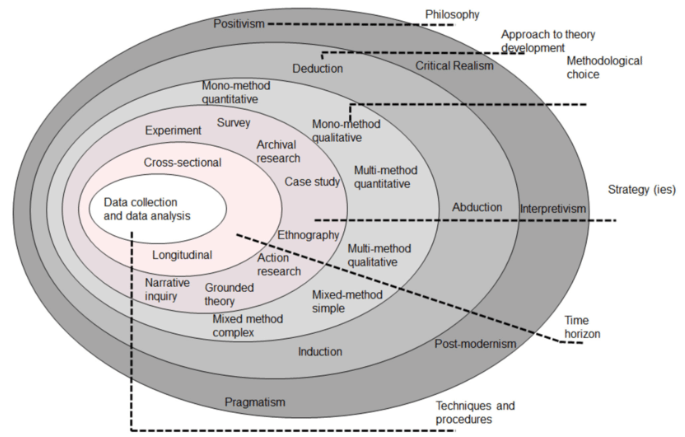 Positivism
Philosophy
Approach to theory
development
Deduction
Critical Realism
Methodological
choice
Mono-method
quantitative
Survey
Experiment
Mono-method
qualitative
Archival
research
Cross-sectional
Multi-method
quantitative
Case study
Strategy (ies)
Data collection
and data analysis
Abduction
Interpretivism
Ethnography
Longitudinal
Multi-method
qualitative
Action
research
Narrative
inquiry
Grounded
theory
Mixed-method
simple
Mixed method
complex
Time
horizon
Induction
Post-modernism
Pragmatism
Techniques and
procedures